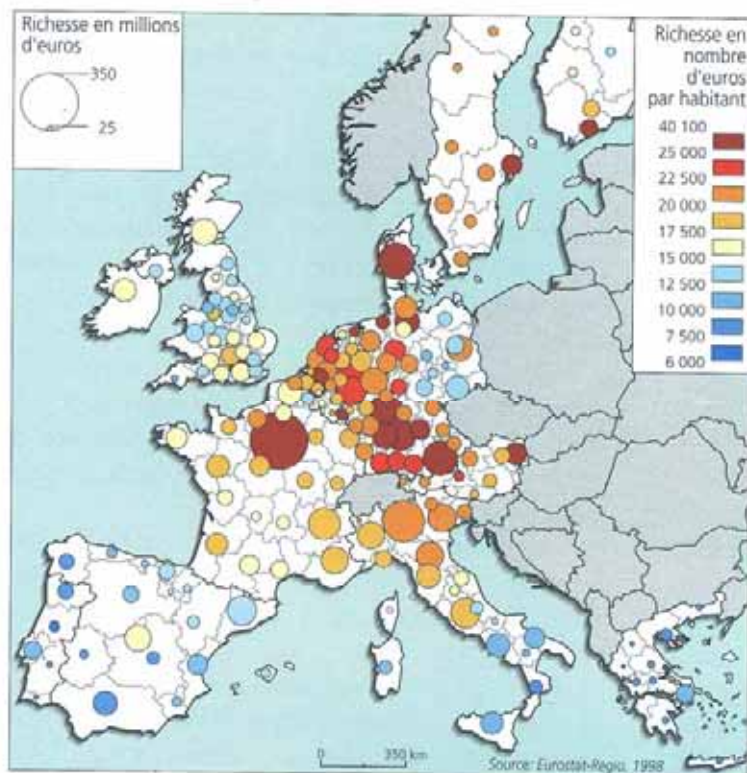 Richesse en millions
d'euros
350
25
Richesse en
nombre
d'euros
par habitant
40 100
25 000
22 500
20 000
17 500
15 000
12 500
10 000
7 500
6 000
0 350 km
Source: Eurostat-Regio, 1998